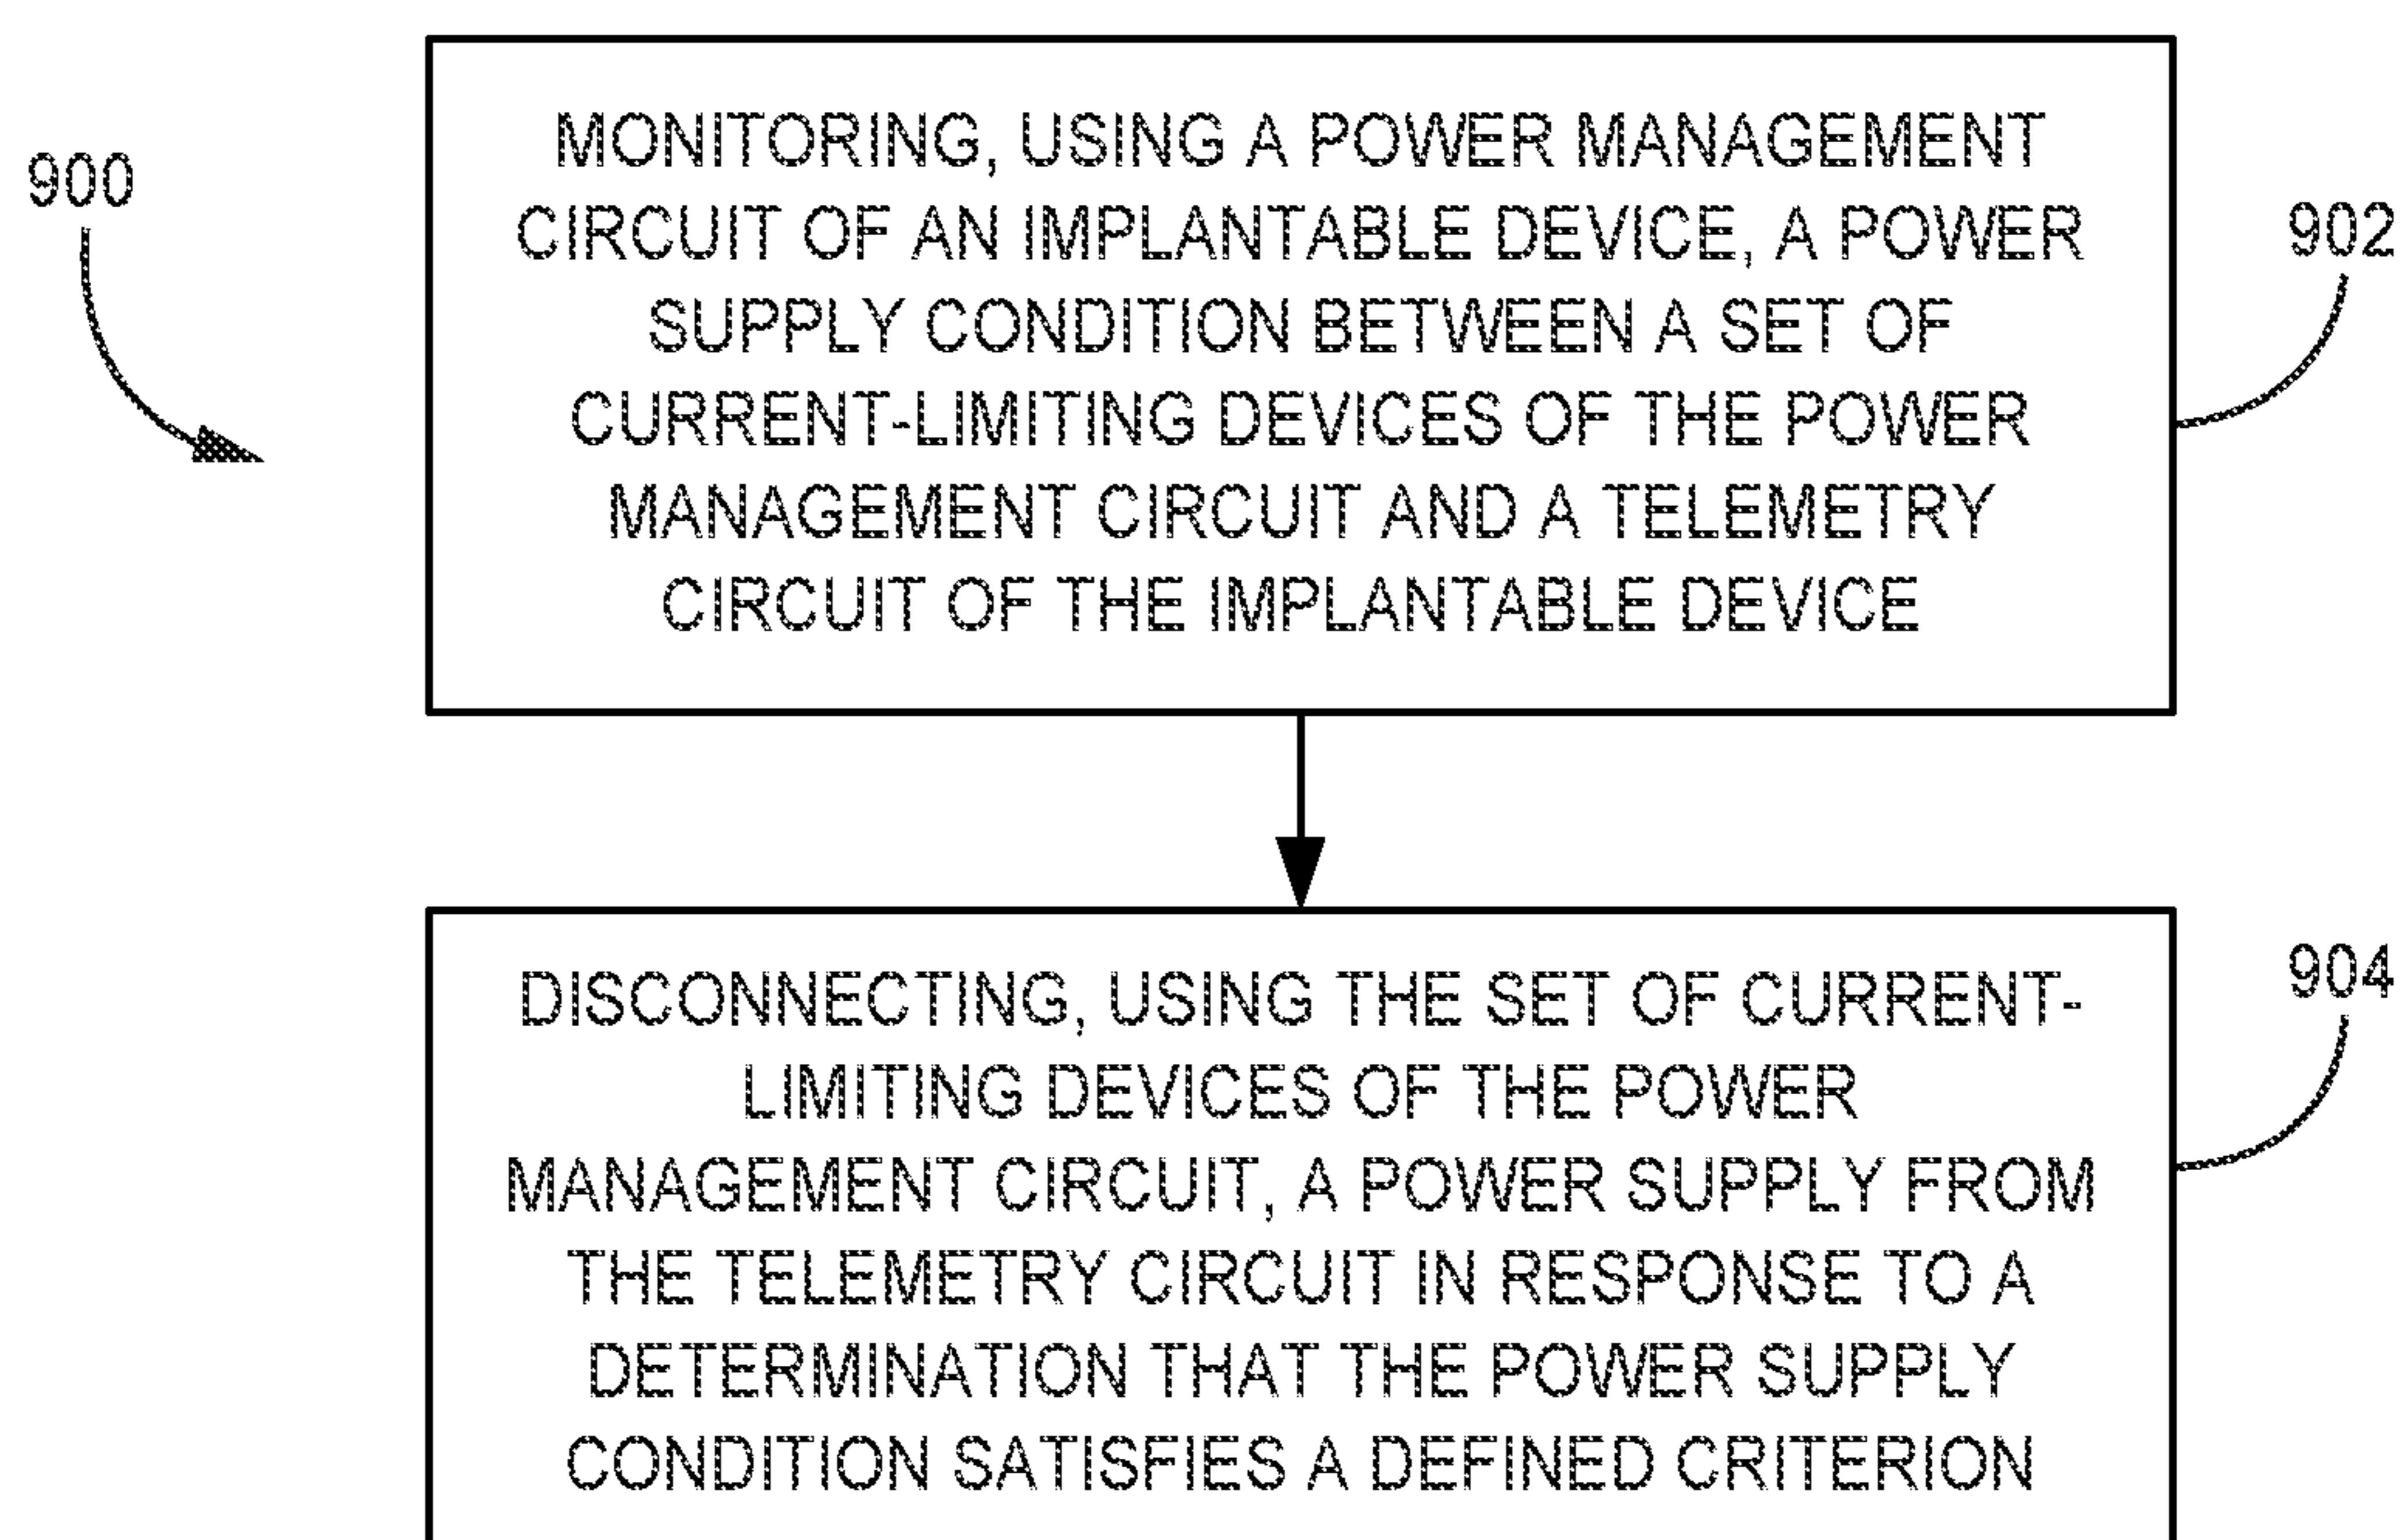 900
MONITORING, USING A POWER MANAGEMENT
CIRCUIT OF AN IMPLANTABLE DEVICE, A POWER
SUPPLY CONDITION BETWEEN A SET OF
CURRENT-LIMITING DEVICES OF THE POWER
MANAGEMENT CIRCUIT AND A TELEMETRY
CIRCUIT OF THE IMPLANTABLE DEVICE
902
DISCONNECTING, USING THE SET OF CURRENT-
LIMITING DEVICES OF THE POWER
MANAGEMENT CIRCUIT, A POWER SUPPLY FROM
THE TELEMETRY CIRCUIT IN RESPONSE TO A
DETERMINATION THAT THE POWER SUPPLY
CONDITION SATISFIES A DEFINED CRITERION
904